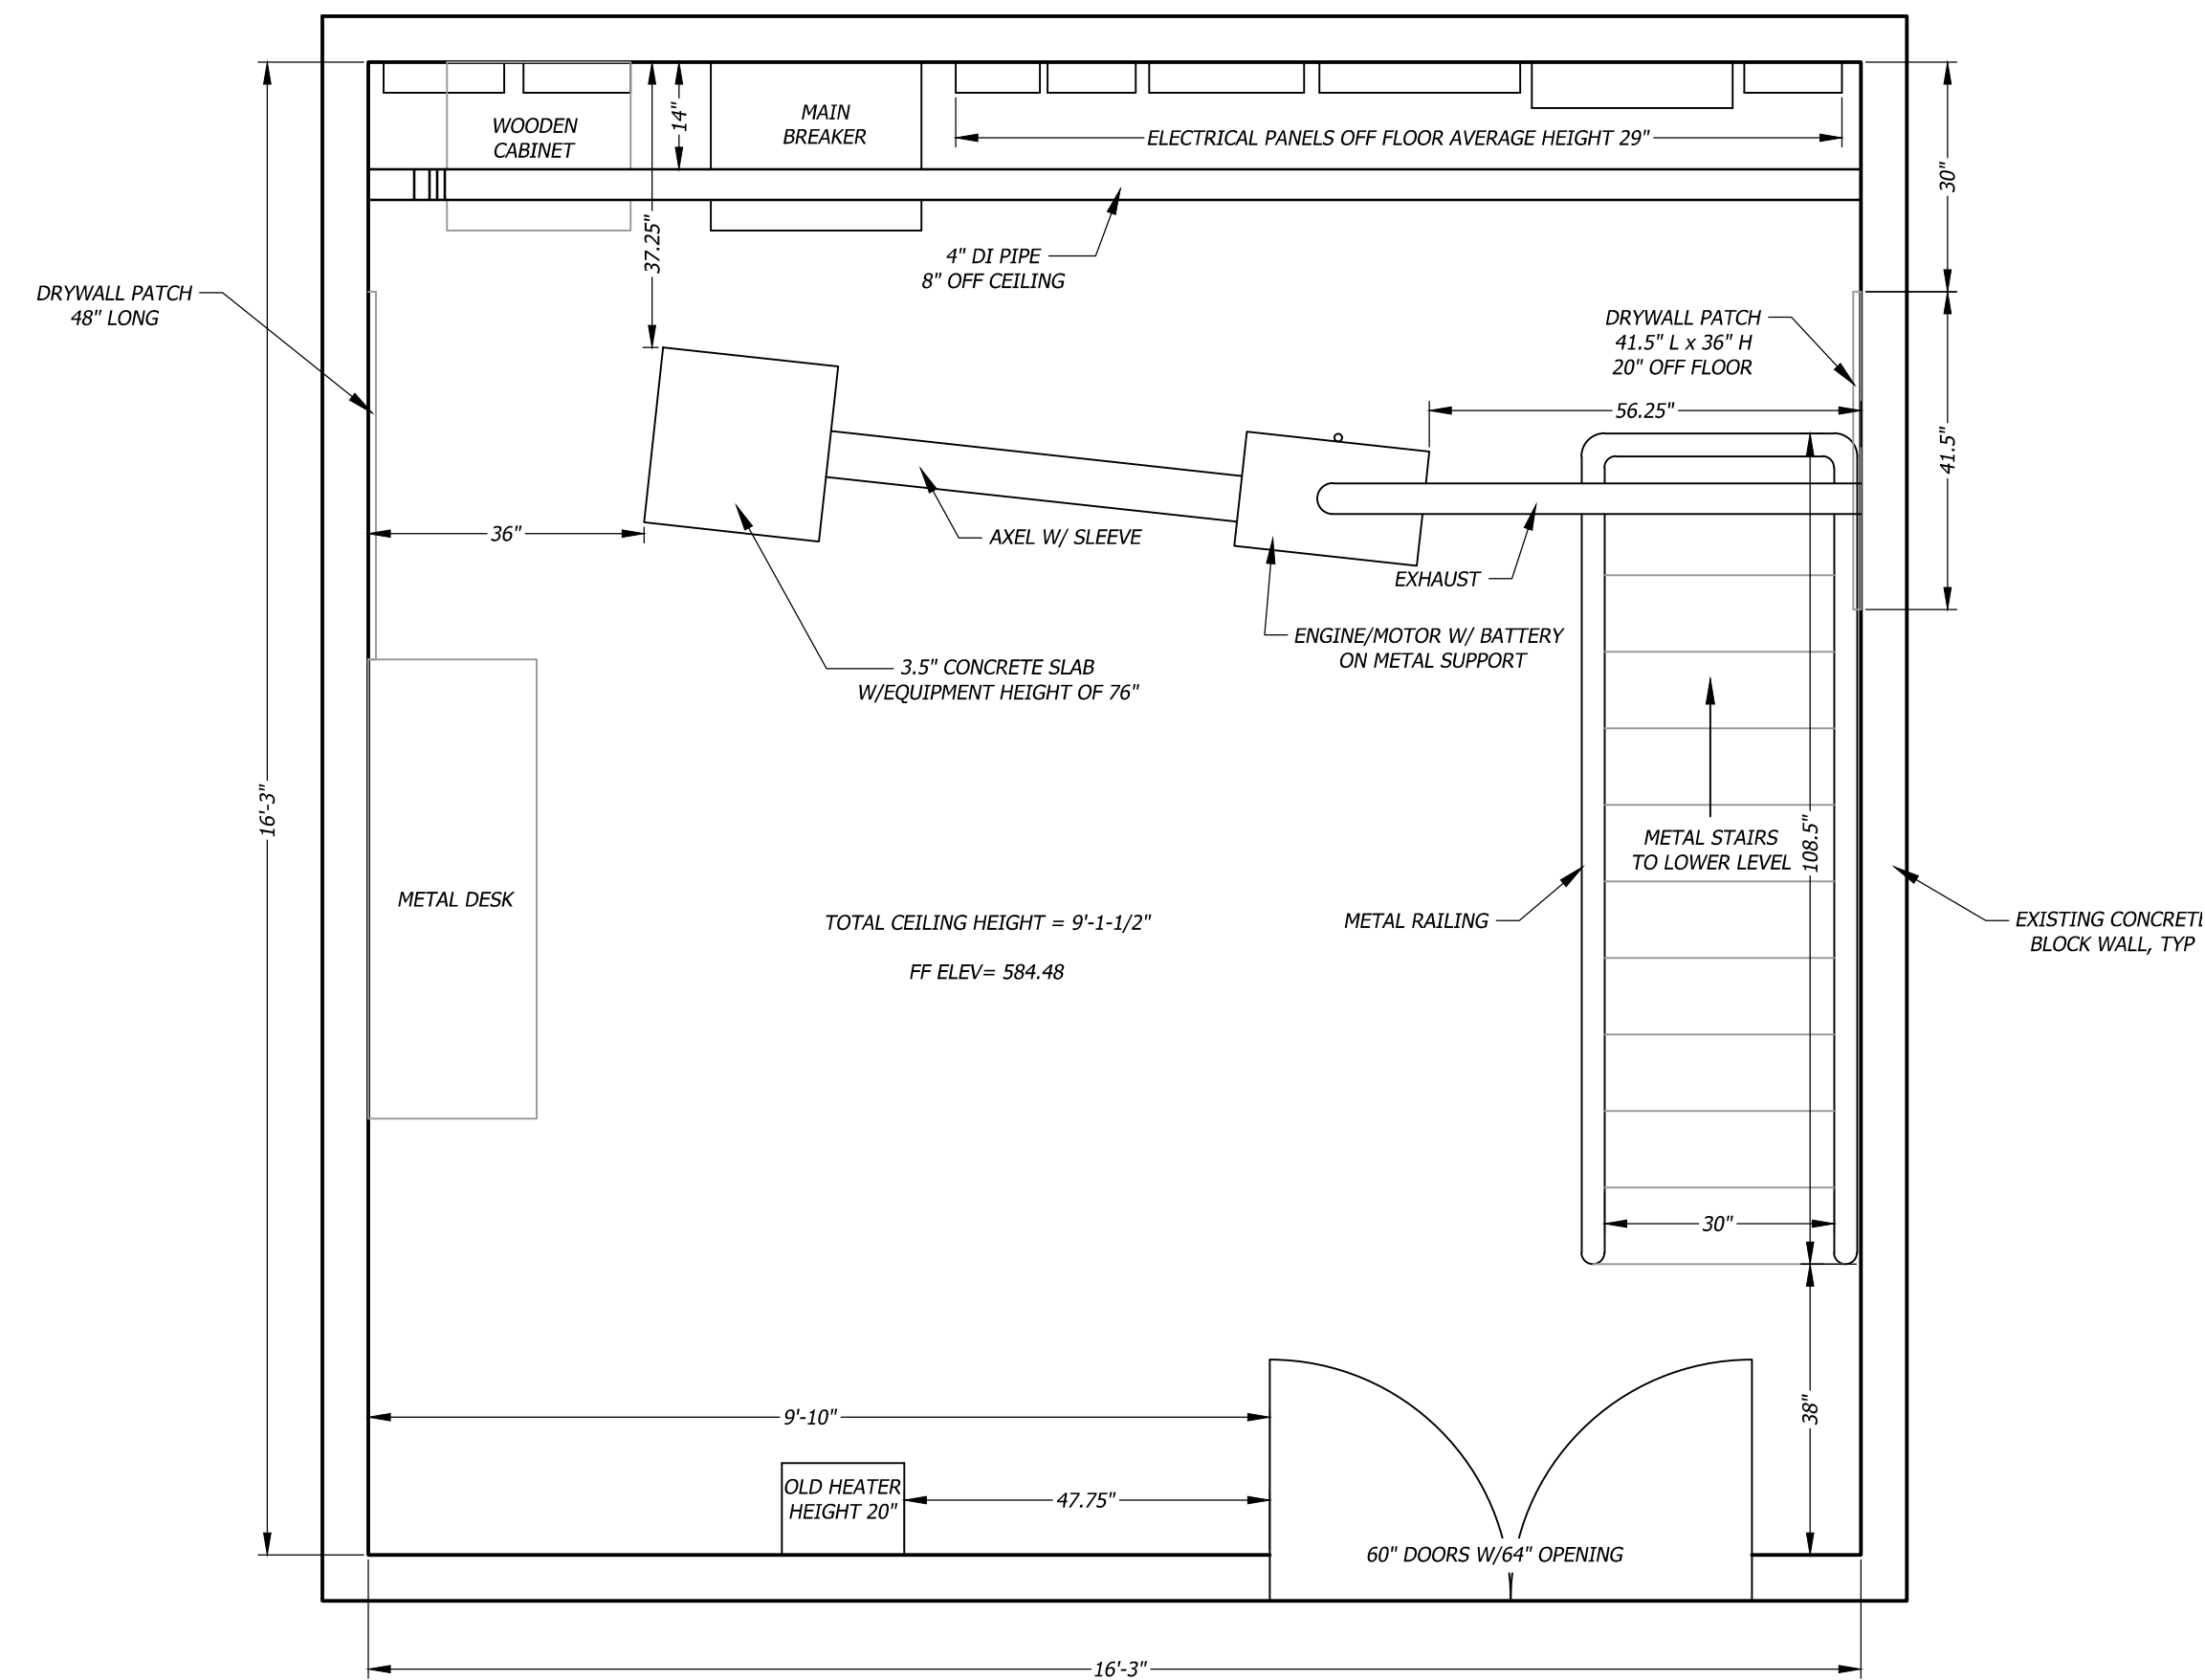 WOODEN
CABINET
MAIN
BREAKER
14"
ELECTRICAL PANELS OFF FLOOR AVERAGE HEIGHT 29"
30"
37.25"
4" DI PIPE
8" OFF CEILING
DRYWALL PATCH
48" LONG
DRYWALL PATCH
41.5" L x 36" H
20" OFF FLOOR
56.25"
41.5"
36"
AXEL W/ SLEEVE
EXHAUST
ENGINE/MOTOR W/ BATTERY
ON METAL SUPPORT
3.5" CONCRETE SLAB
W/EQUIPMENT HEIGHT OF 76"
16'-3"
METAL STAIRS
TO LOWER LEVEL
108.5"
METAL DESK
TOTAL CEILING HEIGHT = 9'-1-1/2"
METAL RAILING
EXISTING CONCRETE
BLOCK WALL, TYP
FF ELEV= 584.48
30"
9'-10"
38"
OLD HEATER
HEIGHT 20"
47.75"
60" DOORS W/64" OPENING
16'-3"